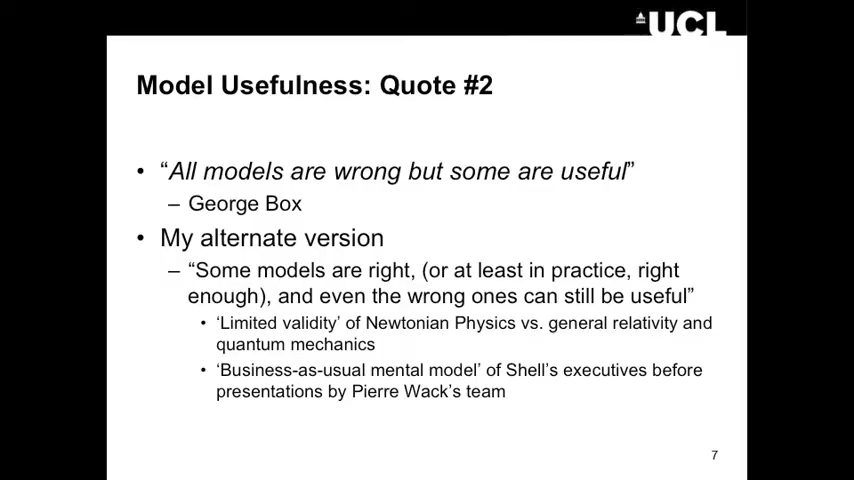 UCL
Model Usefulness: Quote #2
• “All models are wrong but some are useful”
– George Box
• My alternate version
– “Some models are right, (or at least in practice, right
enough), and even the wrong ones can still be useful”
• ‘Limited validity’ of Newtonian Physics vs. general relativity and
quantum mechanics
• ‘Business-as-usual mental model’ of Shell’s executives before
presentations by Pierre Wack’s team
7